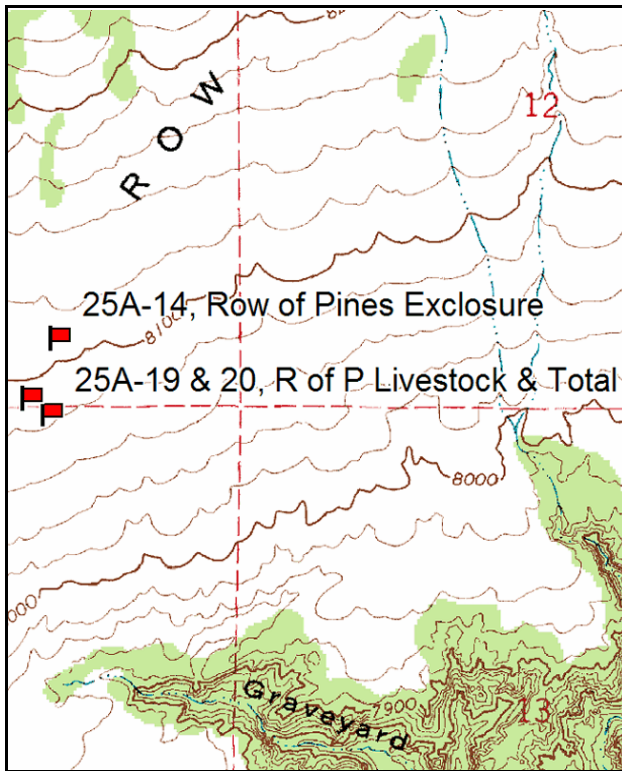 ROW
12
25A-14, Row of Pines Exclosure
8100
25A-19 & 20, R of P Livestock & Total
8000
000
7900
13
Graveyard